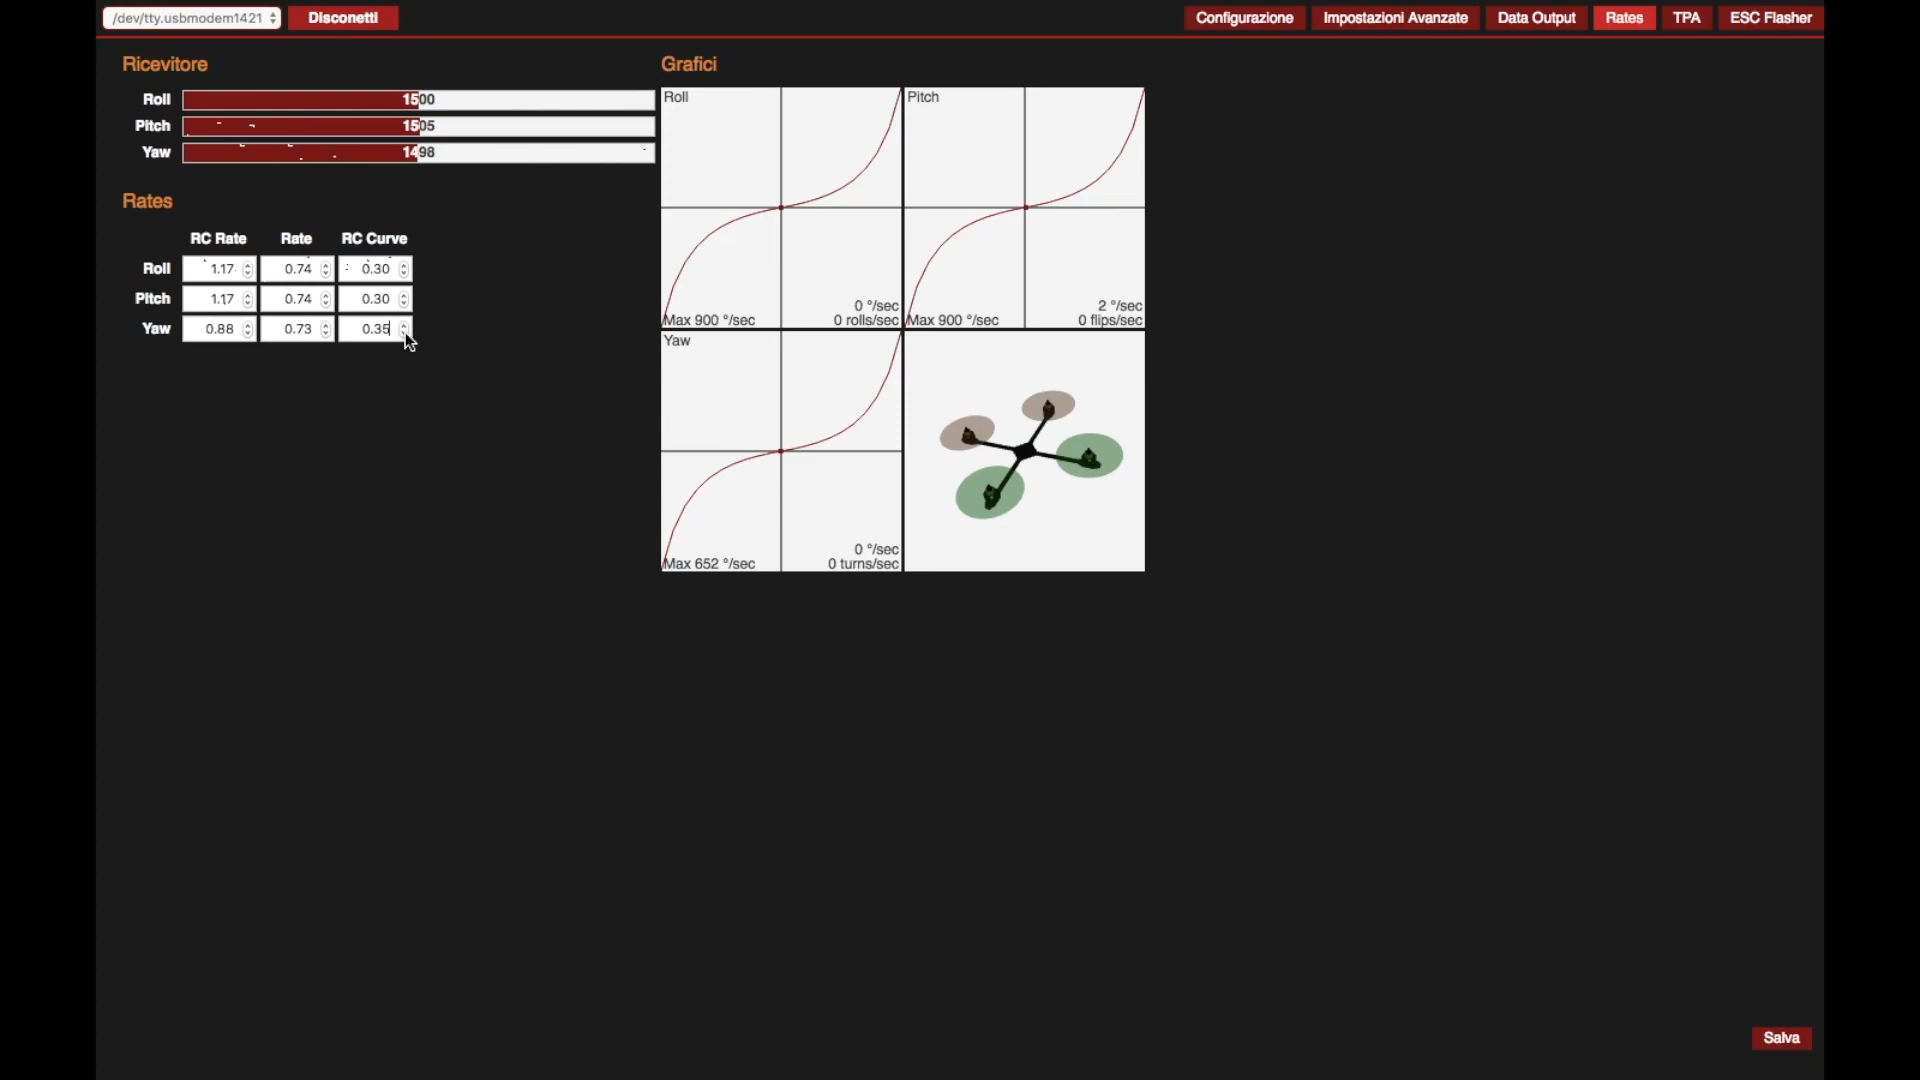 /dev/tty.usbmodem1421 Disconetti Configurazione Impostazioni Avanzate Data Output Rates TPA ESC Flasher
Ricevitore
Roll 1500
Pitch 1505
Yaw 1498
Rates
RC Rate Rate RC Curve
Roll 1.17 0.74 0.30
Pitch 1.17 0.74 0.30
Yaw 0.88 0.73 0.35
Grafici
Roll
0 °/sec
Max 900 °/sec 0 rolls/sec
Pitch
2 °/sec
Max 900 °/sec 0 flips/sec
Yaw
0 °/sec
Max 652 °/sec 0 turns/sec
Salva